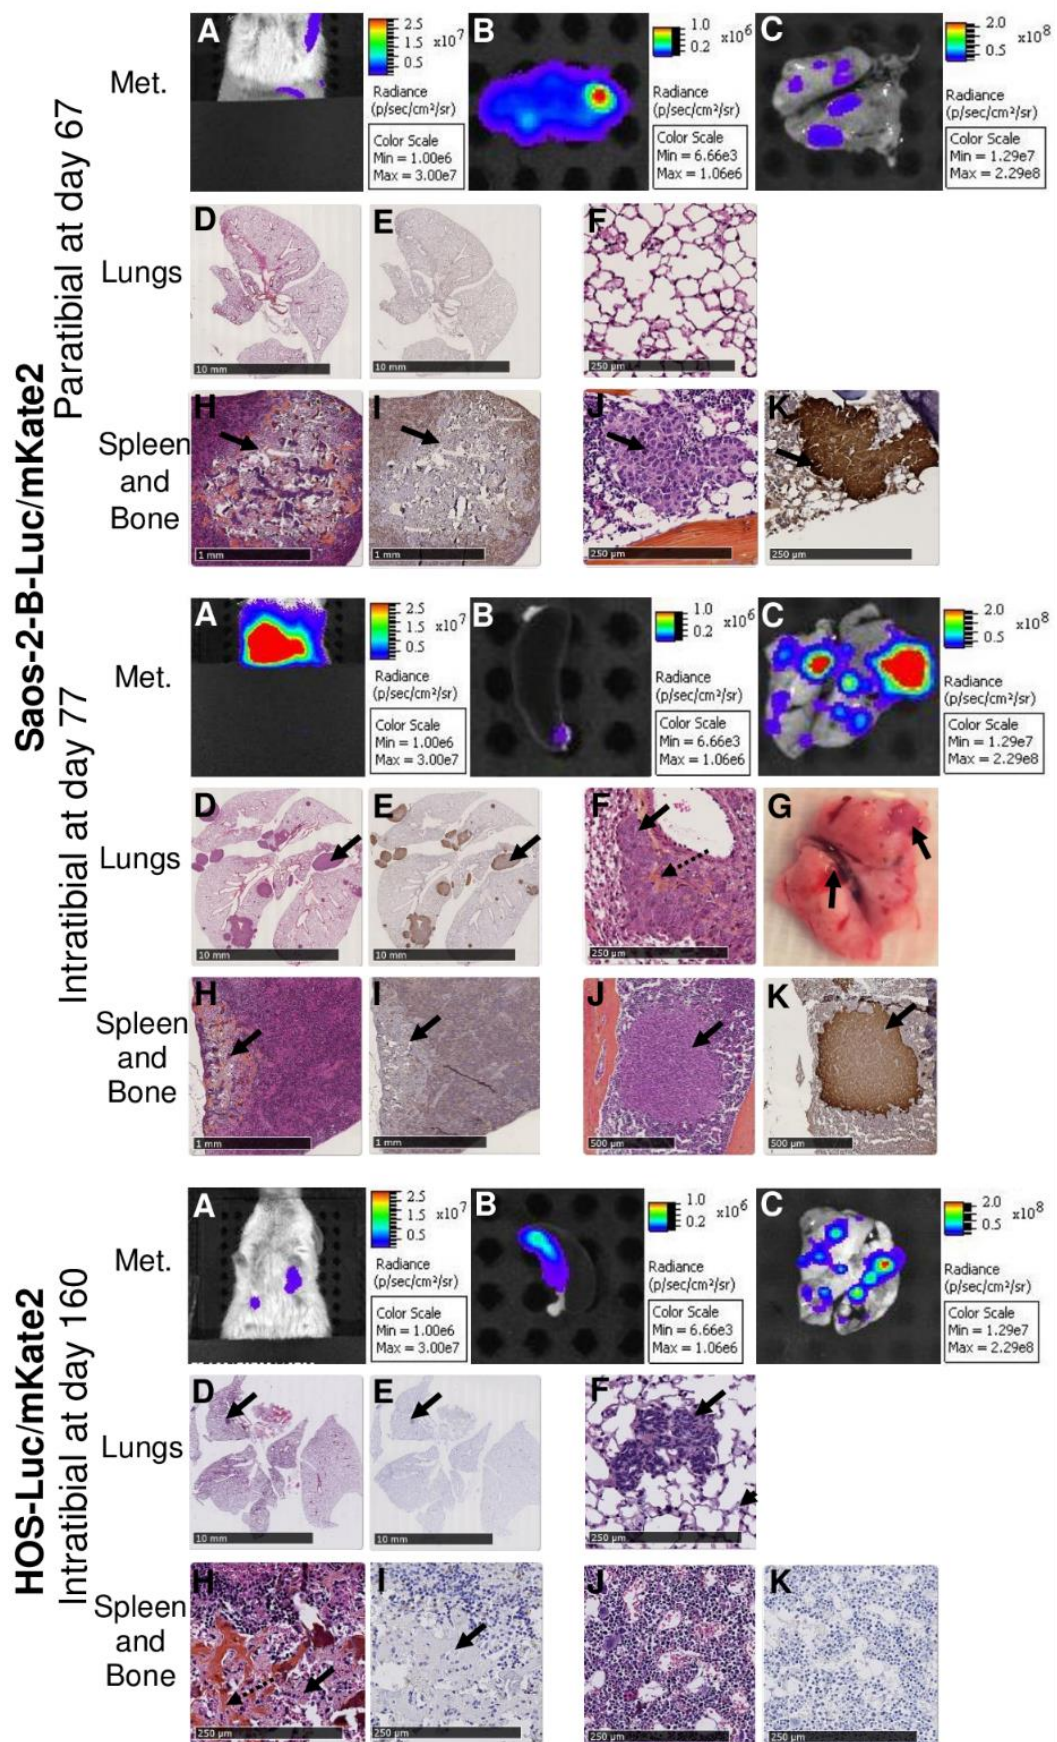 Saos-2-B-Luc/mKate2
Paratibial at day 67
Met.
A
2.5
1.5
0.5
x10⁷
Radiance
(p/sec/cm²/sr)
Color Scale
Min = 1.00e6
Max = 3.00e7
B
1.0
0.2
x10⁶
Radiance
(p/sec/cm²/sr)
Color Scale
Min = 6.66e3
Max = 1.06e6
C
2.0
0.5
x10⁸
Radiance
(p/sec/cm²/sr)
Color Scale
Min = 1.29e7
Max = 2.29e8
Lungs
D
10 mm
E
10 mm
F
250 µm
Spleen
and
Bone
H
1 mm
I
1 mm
J
250 µm
K
250 µm
Intratibial at day 77
Met.
A
2.5
1.5
0.5
x10⁷
Radiance
(p/sec/cm²/sr)
Color Scale
Min = 1.00e6
Max = 3.00e7
B
1.0
0.2
x10⁶
Radiance
(p/sec/cm²/sr)
Color Scale
Min = 6.66e3
Max = 1.06e6
C
2.0
0.5
x10⁸
Radiance
(p/sec/cm²/sr)
Color Scale
Min = 1.29e7
Max = 2.29e8
Lungs
D
10 mm
E
10 mm
F
250 µm
G
Spleen
and
Bone
H
1 mm
I
1 mm
J
500 µm
K
500 µm
HOS-Luc/mKate2
Intratibial at day 160
Met.
A
2.5
1.5
0.5
x10⁷
Radiance
(p/sec/cm²/sr)
Color Scale
Min = 1.00e6
Max = 3.00e7
B
1.0
0.2
x10⁶
Radiance
(p/sec/cm²/sr)
Color Scale
Min = 6.66e3
Max = 1.06e6
C
2.0
0.5
x10⁸
Radiance
(p/sec/cm²/sr)
Color Scale
Min = 1.29e7
Max = 2.29e8
Lungs
D
10 mm
E
10 mm
F
250 µm
Spleen
and
Bone
H
250 µm
I
250 µm
J
250 µm
K
250 µm